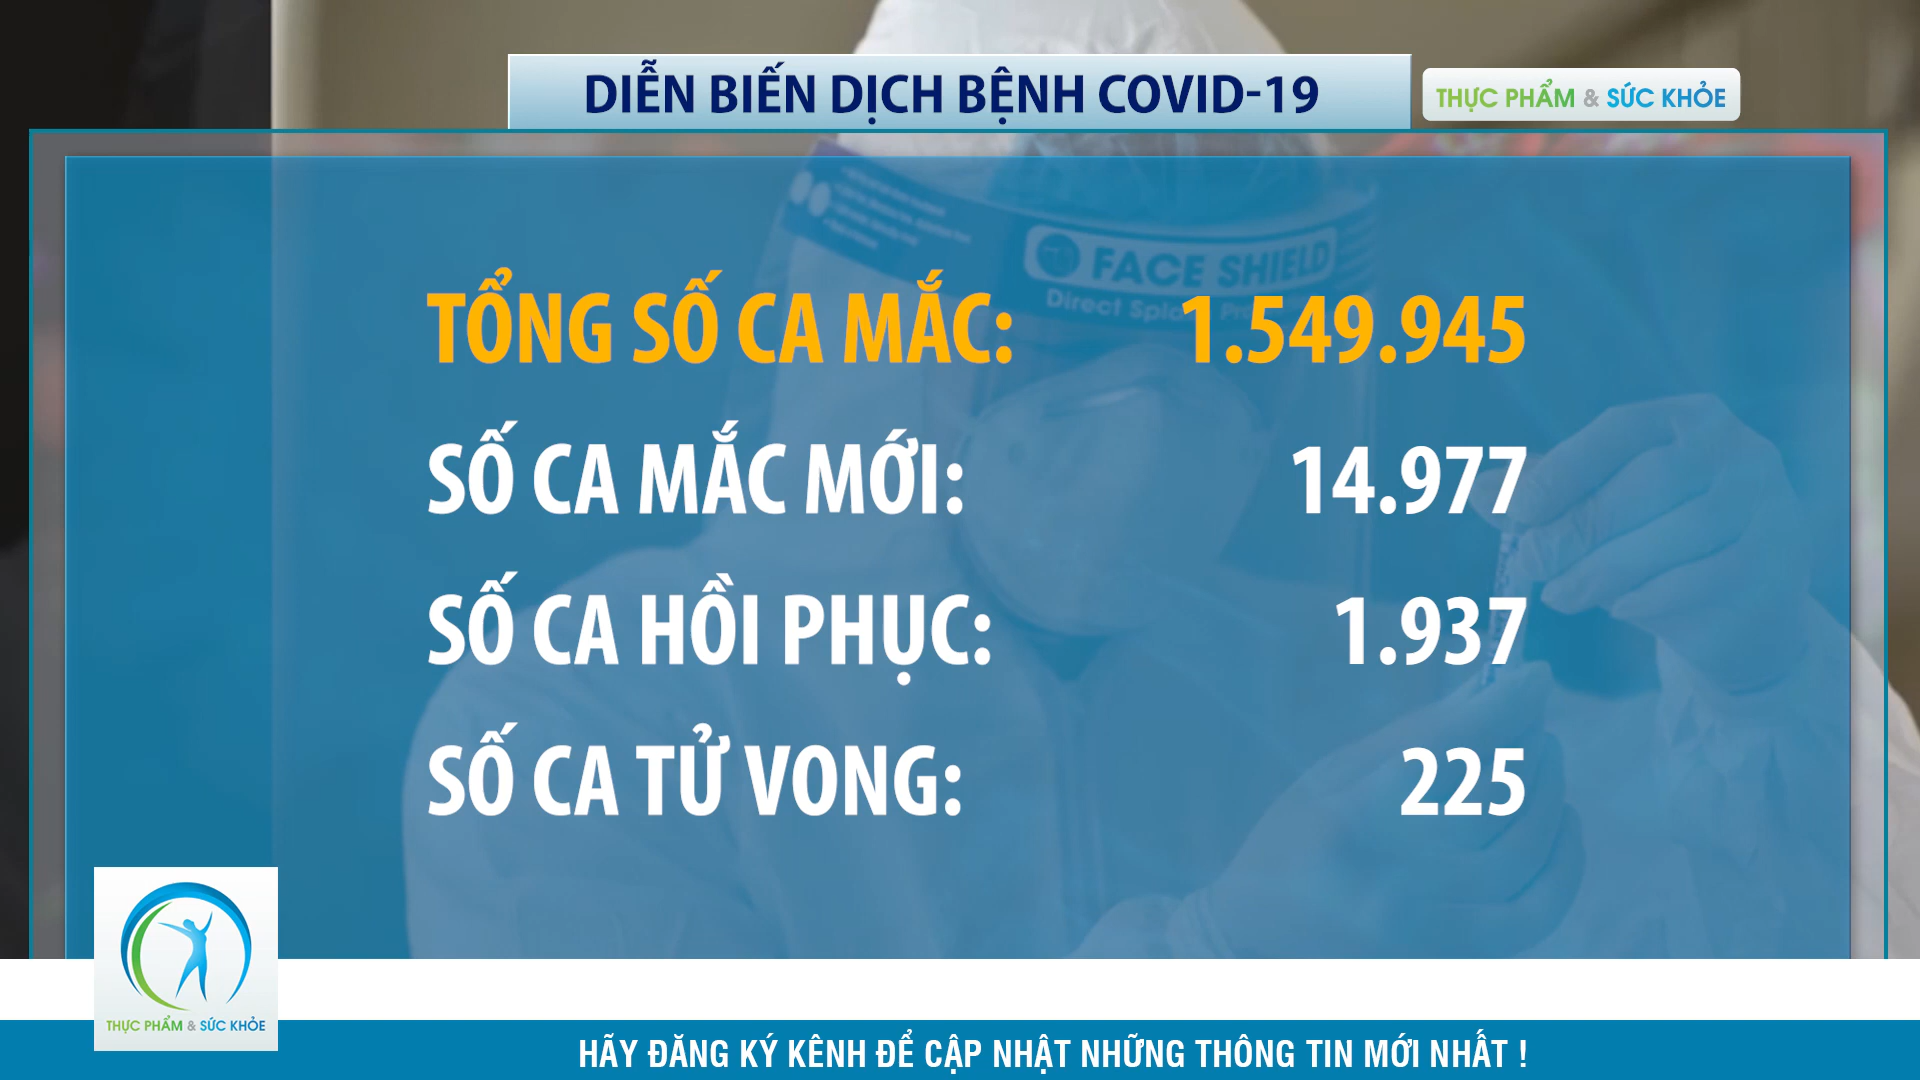 DIỄN BIẾN DỊCH BỆNH COVID-19
THỰC PHẨM & SỨC KHỎE
FACE SHIELD
TỔNG SỐ CA MẮC: 1.549.945
SỐ CA MẮC MỚI: 14.977
SỐ CA HỒI PHỤC: 1.937
SỐ CA TỬ VONG: 225
THỰC PHẨM & SỨC KHỎE
HÃY ĐĂNG KÝ KÊNH ĐỂ CẬP NHẬT NHỮNG THÔNG TIN MỚI NHẤT !